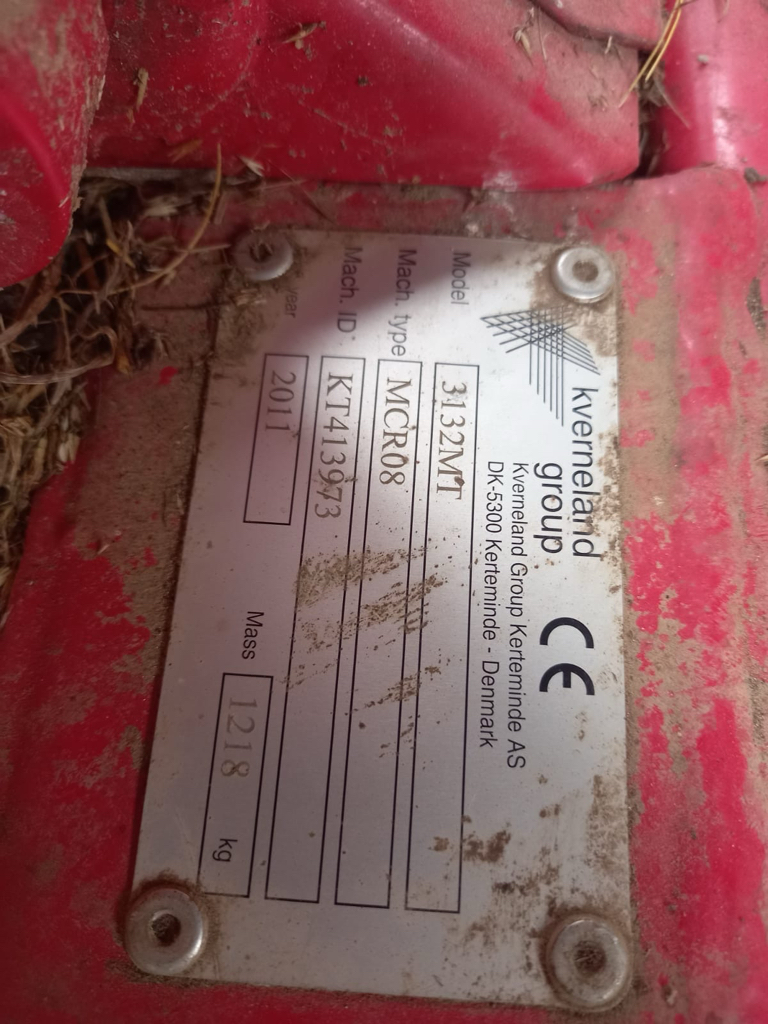 kverneland
group
CE
Kverneland Group Kerteminde AS
DK-5300 Kerteminde - Denmark
Model 3132MT
Mach. type MCR08
Mach. ID KT413973
year 2011 Mass 1218 kg